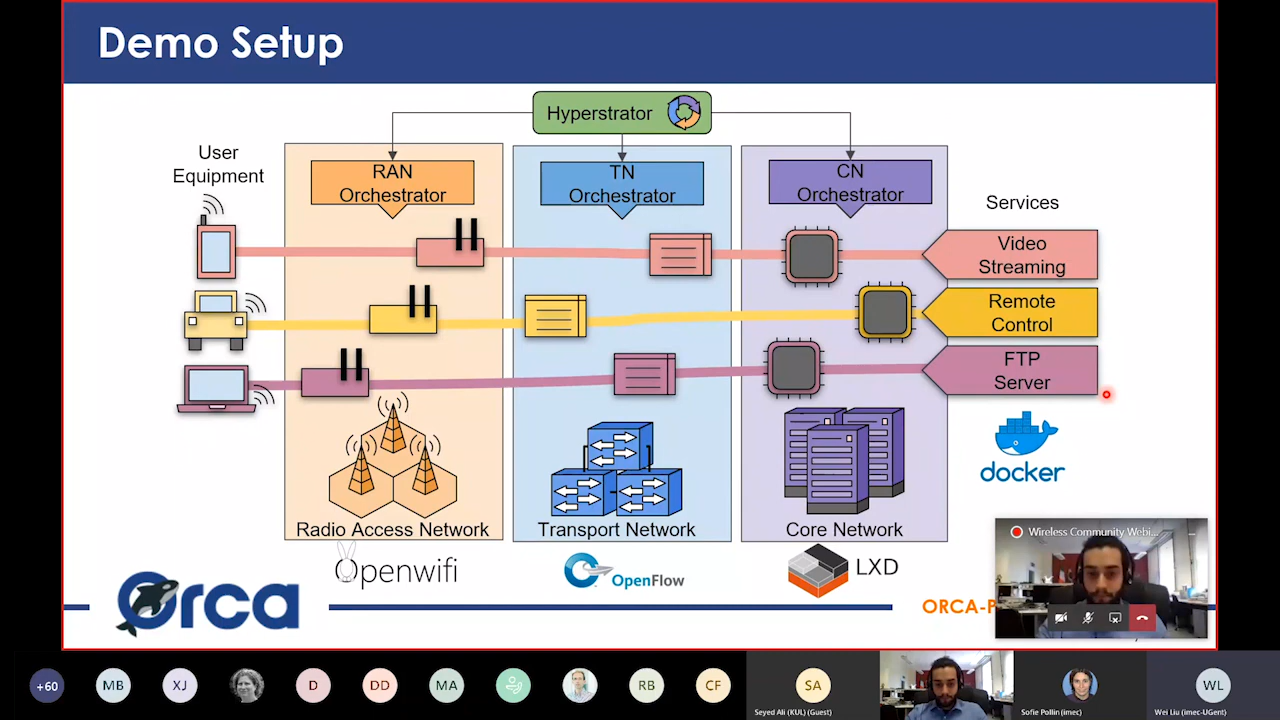 Demo Setup
Hyperstrator
User
Equipment
RAN
Orchestrator
TN
Orchestrator
CN
Orchestrator
Services
Video
Streaming
Remote
Control
FTP
Server
docker
Radio Access Network
Transport Network
Core Network
Openwifi
OpenFlow
LXD
Wireless Community Webi...
Orca
ORCA-P
+60
MB
XJ
D
DD
MA
RB
CF
SA
WL
Seyed Ali (KUL) (Guest)
Sofie Pollin (imec)
Wei Liu (imec-UGent)